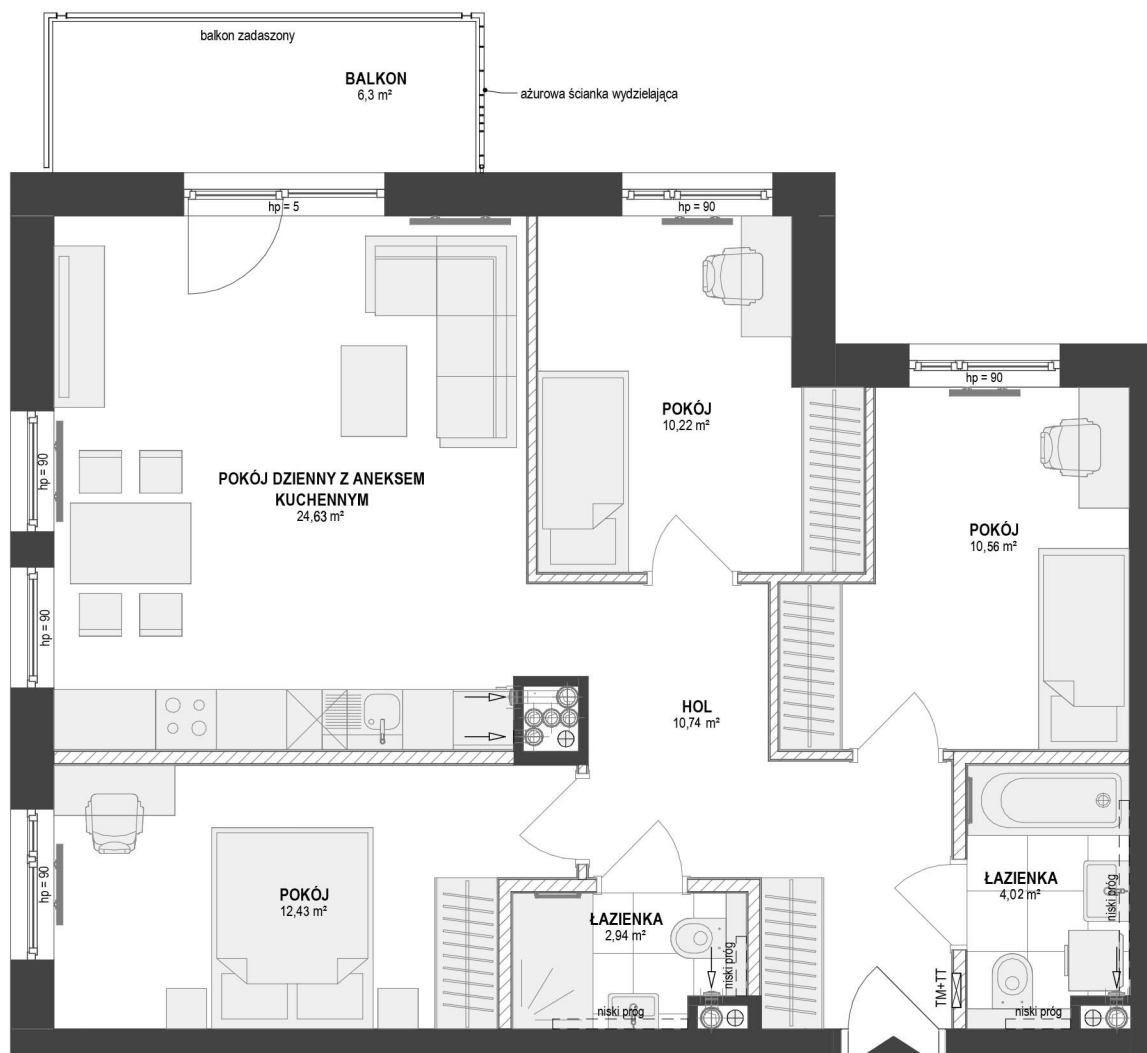 balkon zadaszony
BALKON
6,3 m²
ażurowa ścianka wydzielająca
hp = 5
hp = 90
hp = 90
POKÓJ
10,22 m²
hp = 90
POKÓJ DZIENNY Z ANEKSEM
KUCHENNYM
24,63 m²
POKÓJ
10,56 m²
hp = 90
HOL
10,74 m²
hp = 90
POKÓJ
12,43 m²
ŁAZIENKA
2,94 m²
niski próg
niski próg
ŁAZIENKA
4,02 m²
niski próg
TM+TT
niski próg